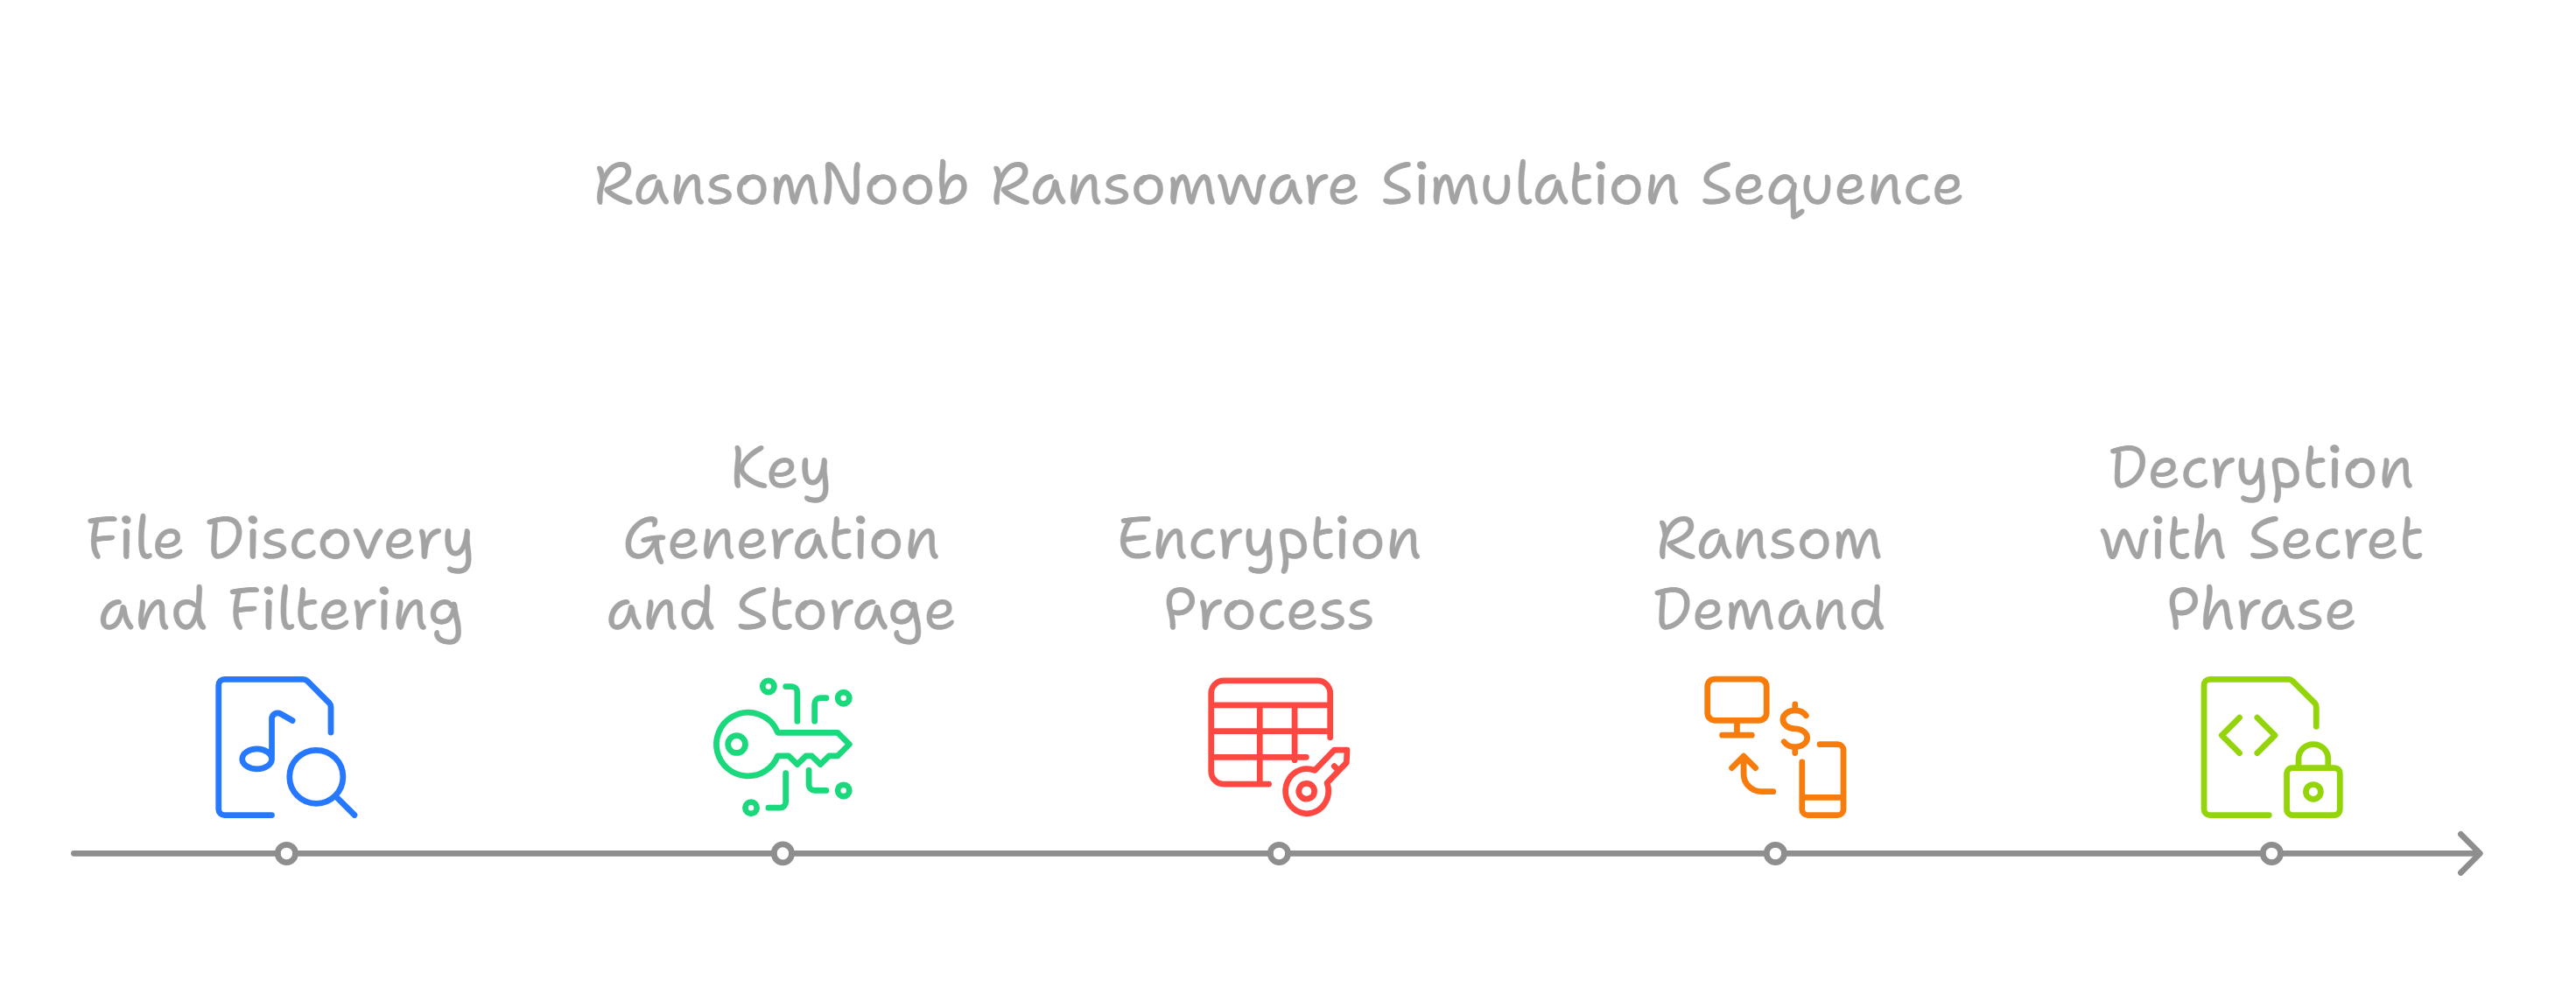 RansomNoob Ransomware Simulation Sequence
File Discovery
and Filtering
Key
Generation
and Storage
Encryption
Process
Ransom
Demand
Decryption
with Secret
Phrase
$